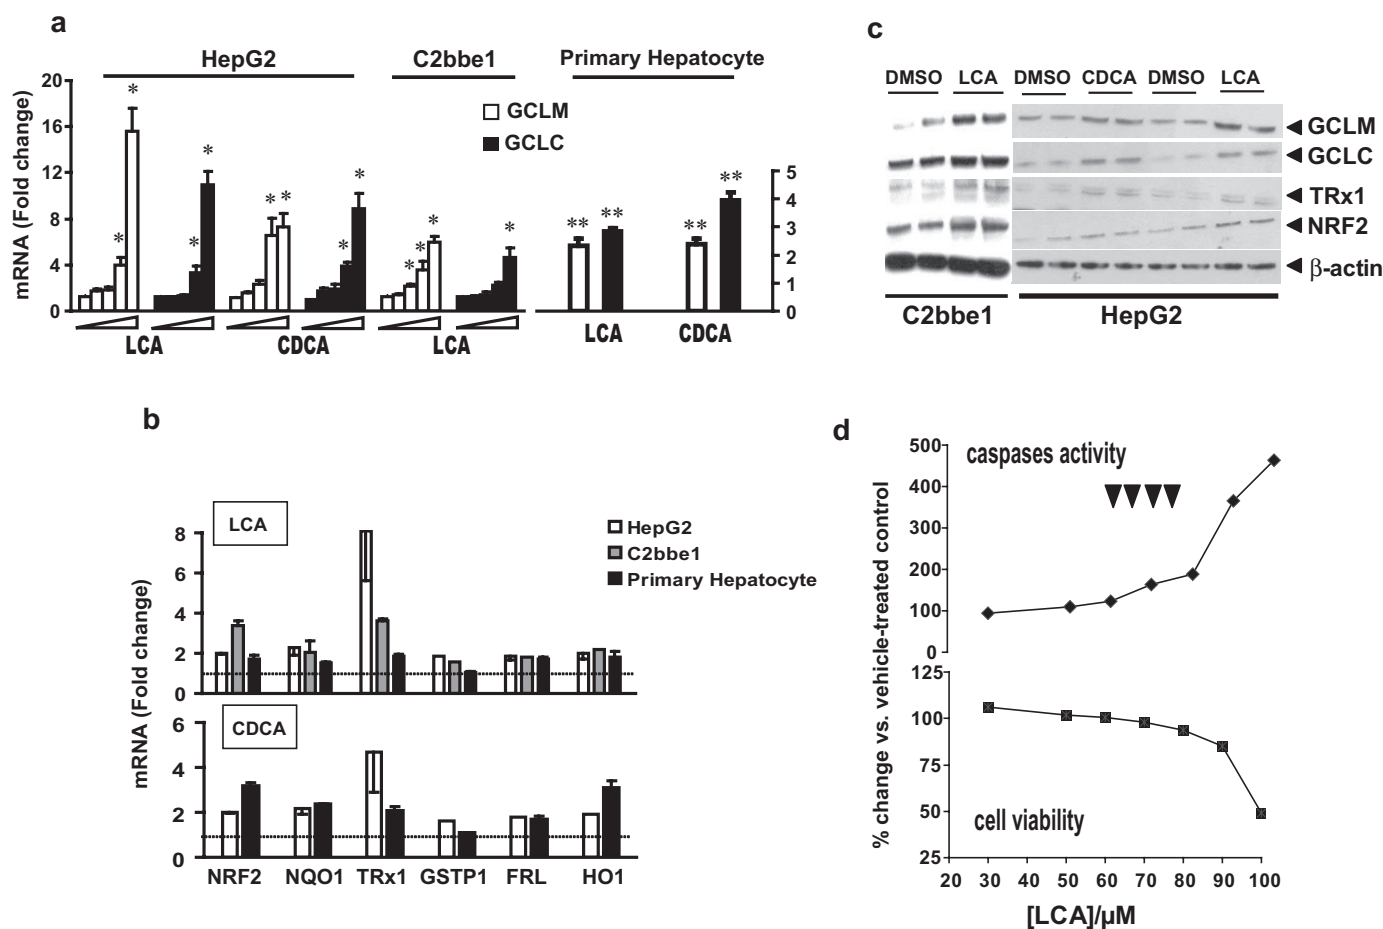 a
HepG2
C2bbe1
Primary Hepatocyte
mRNA (Fold change)
20
16
12
8
4
0
GCLM
GCLC
* * * * * * * * * * * *
** ** ** **
5
4
3
2
1
0
LCA
CDCA
LCA
LCA
CDCA
c
DMSO LCA DMSO CDCA DMSO LCA
GCLM
GCLC
TRx1
NRF2
β-actin
C2bbe1
HepG2
b
mRNA (Fold change)
LCA
8
6
4
2
0
HepG2
C2bbe1
Primary Hepatocyte
CDCA
6
4
2
0
NRF2 NQO1 TRx1 GSTP1 FRL HO1
d
% change vs. vehicle-treated control
500
400
300
200
100
0
caspases activity
125
100
75
50
25
cell viability
20 30 40 50 60 70 80 90 100
[LCA]/µM